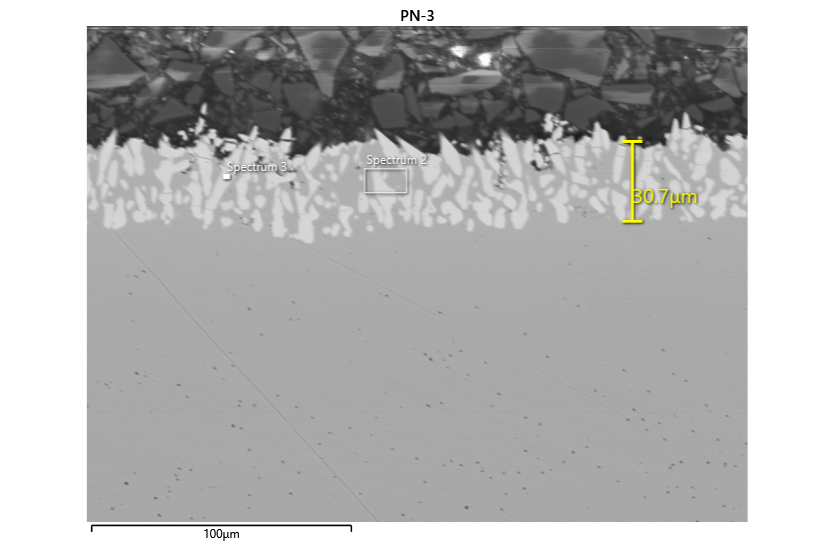 PN-3
Spectrum 2
Spectrum 3
30.7µm
100µm